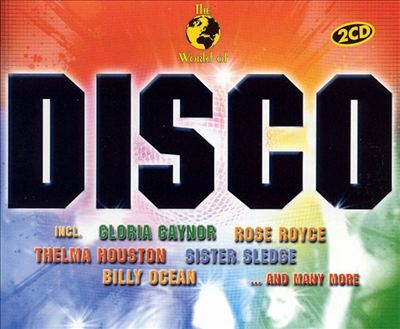 The
World of
2CD
DISCO
INCL. GLORIA GAYNOR ROSE ROYCE
THELMA HOUSTON SISTER SLEDGE
BILLY OCEAN ... AND MANY MORE